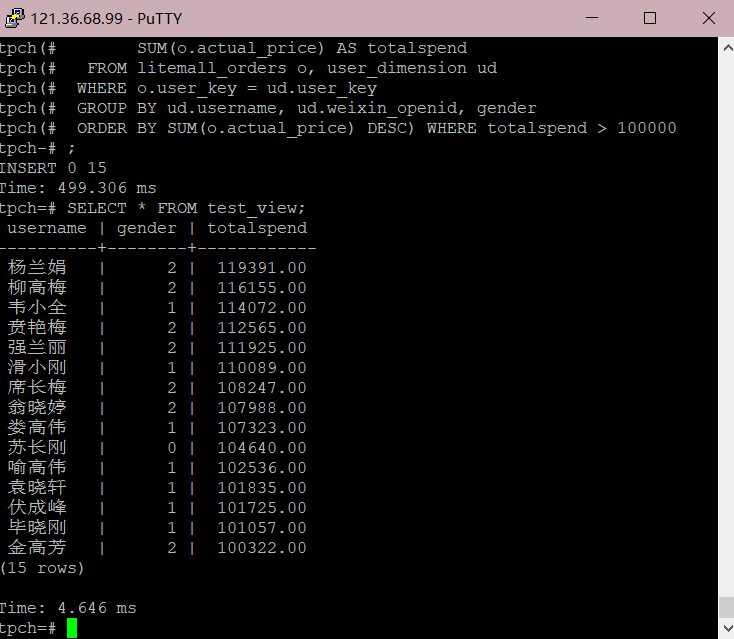 121.36.68.99 - PuTTY
tpch(#        SUM(o.actual_price) AS totalspend
tpch(#   FROM litemall_orders o, user_dimension ud
tpch(#  WHERE o.user_key = ud.user_key
tpch(#  GROUP BY ud.username, ud.weixin_openid, gender
tpch(#  ORDER BY SUM(o.actual_price) DESC) WHERE totalspend > 100000
tpch-# ;
INSERT 0 15
Time: 499.306 ms
tpch=# SELECT * FROM test_view;
 username | gender | totalspend
----------+--------+------------
 杨兰娟   |      2 |  119391.00
 柳高梅   |      2 |  116155.00
 韦小全   |      1 |  114072.00
 贲艳梅   |      2 |  112565.00
 强兰丽   |      2 |  111925.00
 滑小刚   |      1 |  110089.00
 席长梅   |      2 |  108247.00
 翁晓婷   |      2 |  107988.00
 娄高伟   |      1 |  107323.00
 苏长刚   |      0 |  104640.00
 喻高伟   |      1 |  102536.00
 袁晓轩   |      1 |  101835.00
 伏成峰   |      1 |  101725.00
 毕晓刚   |      1 |  101057.00
 金高芳   |      2 |  100322.00
(15 rows)
Time: 4.646 ms
tpch=#